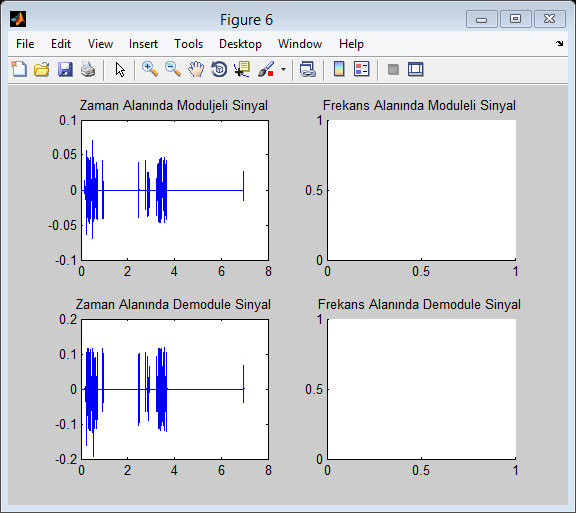 Figure 6
File Edit View Insert Tools Desktop Window Help
Zaman Alanında Moduljeli Sinyal
0.1
0.05
0
-0.05
-0.1
0 2 4 6 8
Frekans Alanında Moduleli Sinyal
1
0.5
0
0 0.5 1
Zaman Alanında Demodule Sinyal
0.2
0.1
0
-0.1
-0.2
0 2 4 6 8
Frekans Alanında Demodule Sinyal
1
0.5
0
0 0.5 1